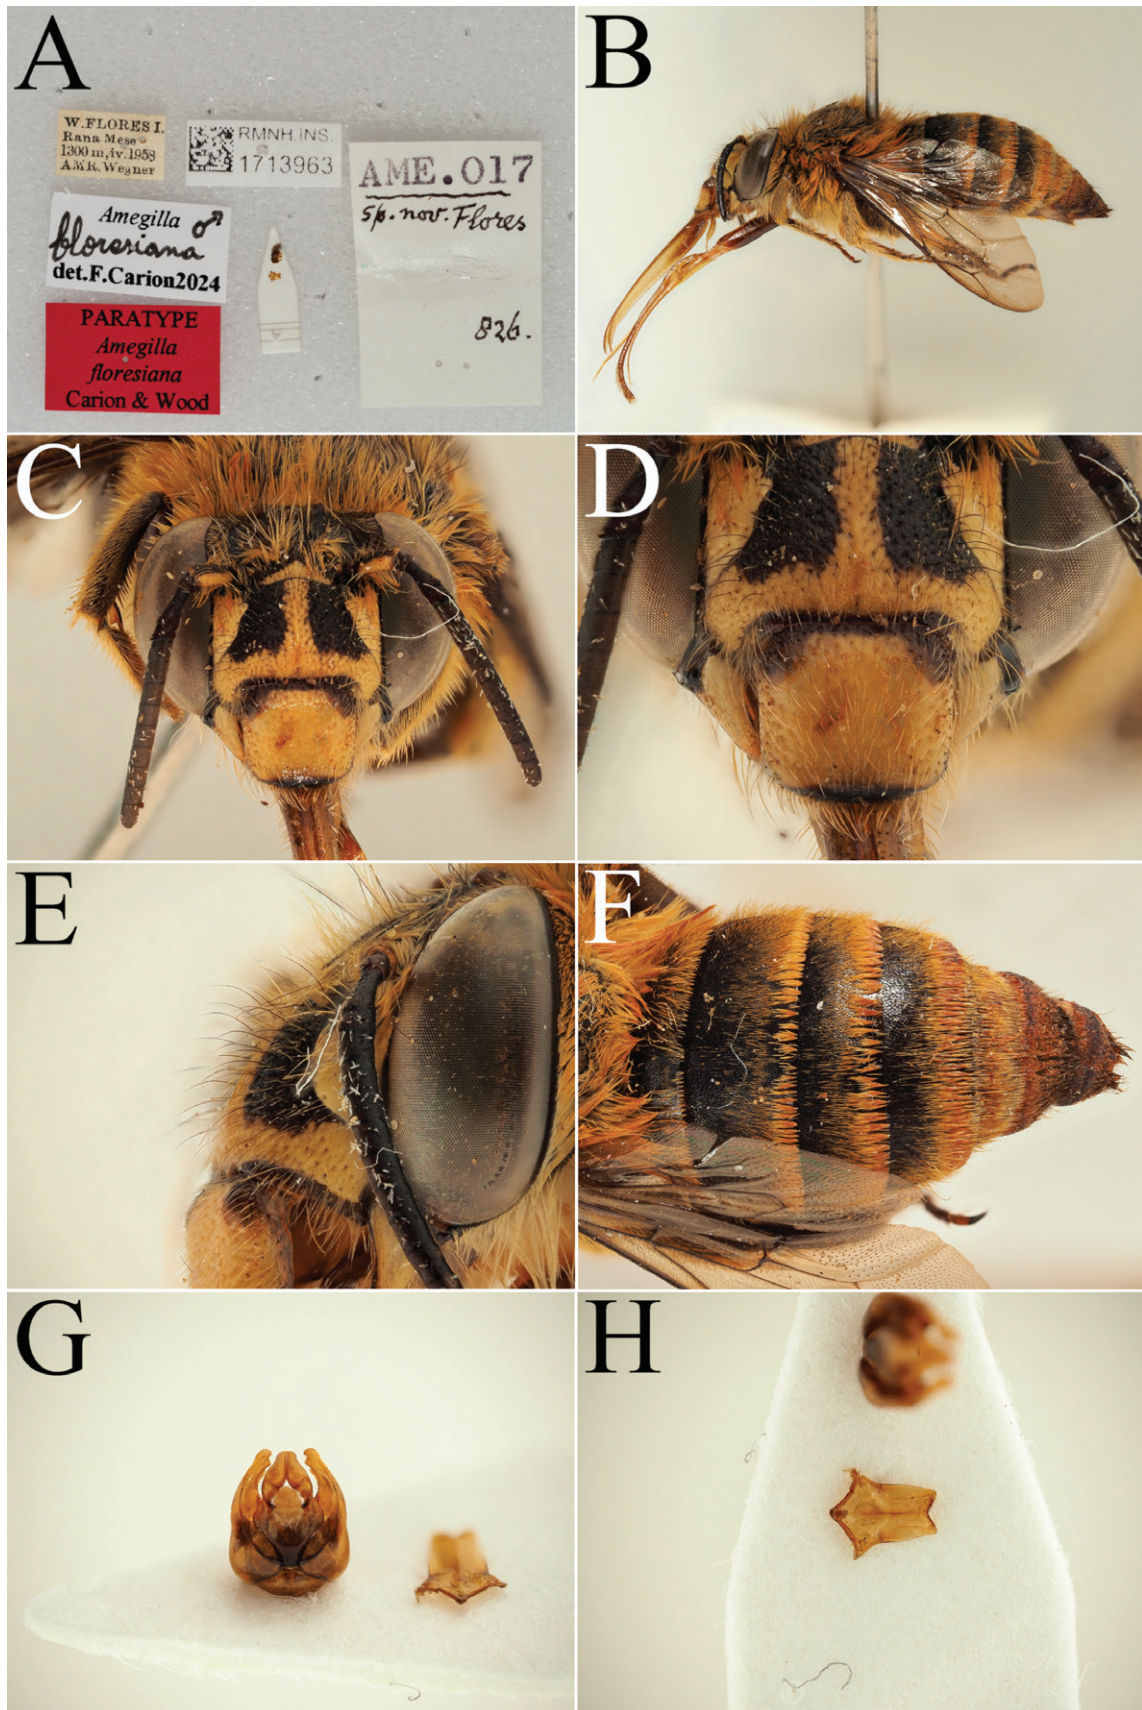 A
W.FLORES I.
Rana Mese
1300 m,iv.1958
AMR. Wegner
RMNH.INS.
1713963
AME.017
sp. nov. Flores
826.
Amegilla ♂
floresiana
det.F.Carion2024
PARATYPE
Amegilla
floresiana
Carion & Wood
B
C
D
E
F
G
H